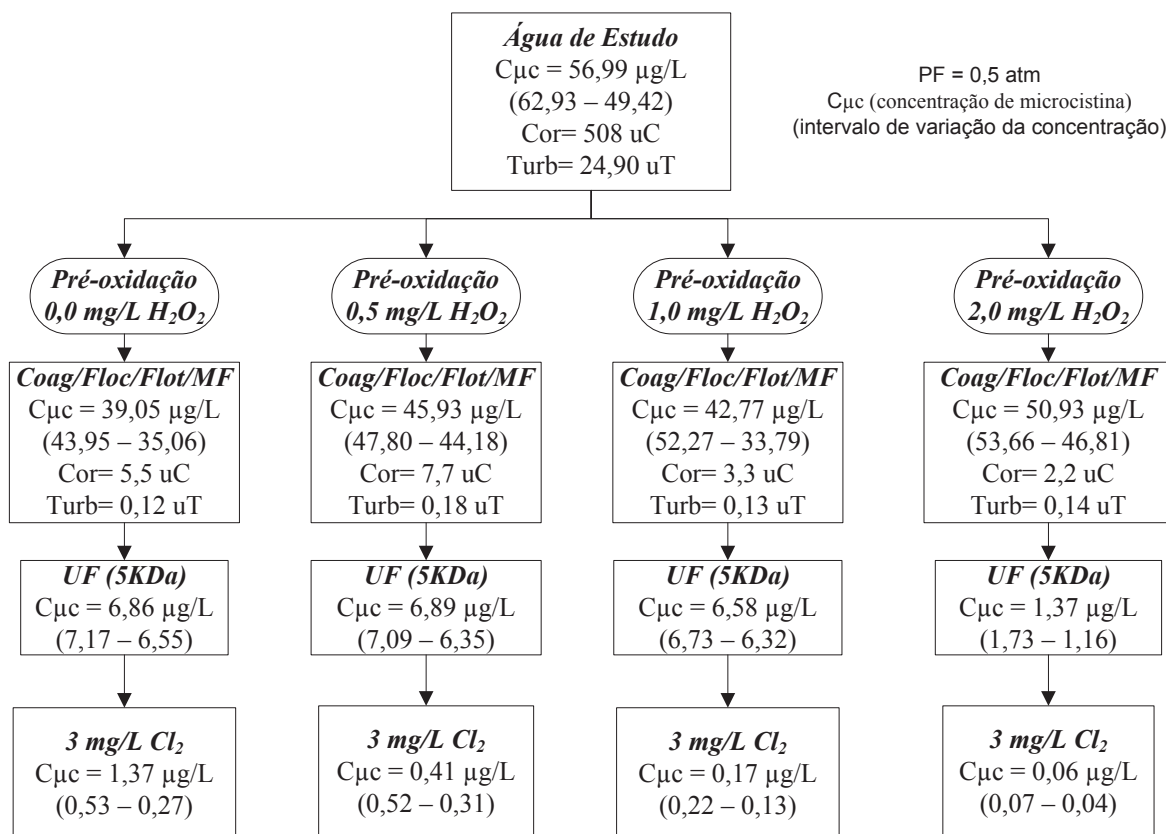 Água de Estudo
Cµc = 56,99 µg/L
(62,93 – 49,42)
Cor= 508 uC
Turb= 24,90 uT
PF = 0,5 atm
Cµc (concentração de microcistina)
(intervalo de variação da concentração)
Pré-oxidação
0,0 mg/L H₂O₂
Pré-oxidação
0,5 mg/L H₂O₂
Pré-oxidação
1,0 mg/L H₂O₂
Pré-oxidação
2,0 mg/L H₂O₂
Coag/Floc/Flot/MF
Cµc = 39,05 µg/L
(43,95 – 35,06)
Cor= 5,5 uC
Turb= 0,12 uT
Coag/Floc/Flot/MF
Cµc = 45,93 µg/L
(47,80 – 44,18)
Cor= 7,7 uC
Turb= 0,18 uT
Coag/Floc/Flot/MF
Cµc = 42,77 µg/L
(52,27 – 33,79)
Cor= 3,3 uC
Turb= 0,13 uT
Coag/Floc/Flot/MF
Cµc = 50,93 µg/L
(53,66 – 46,81)
Cor= 2,2 uC
Turb= 0,14 uT
UF (5KDa)
Cµc = 6,86 µg/L
(7,17 – 6,55)
UF (5KDa)
Cµc = 6,89 µg/L
(7,09 – 6,35)
UF (5KDa)
Cµc = 6,58 µg/L
(6,73 – 6,32)
UF (5KDa)
Cµc = 1,37 µg/L
(1,73 – 1,16)
3 mg/L Cl₂
Cµc = 1,37 µg/L
(0,53 – 0,27)
3 mg/L Cl₂
Cµc = 0,41 µg/L
(0,52 – 0,31)
3 mg/L Cl₂
Cµc = 0,17 µg/L
(0,22 – 0,13)
3 mg/L Cl₂
Cµc = 0,06 µg/L
(0,07 – 0,04)